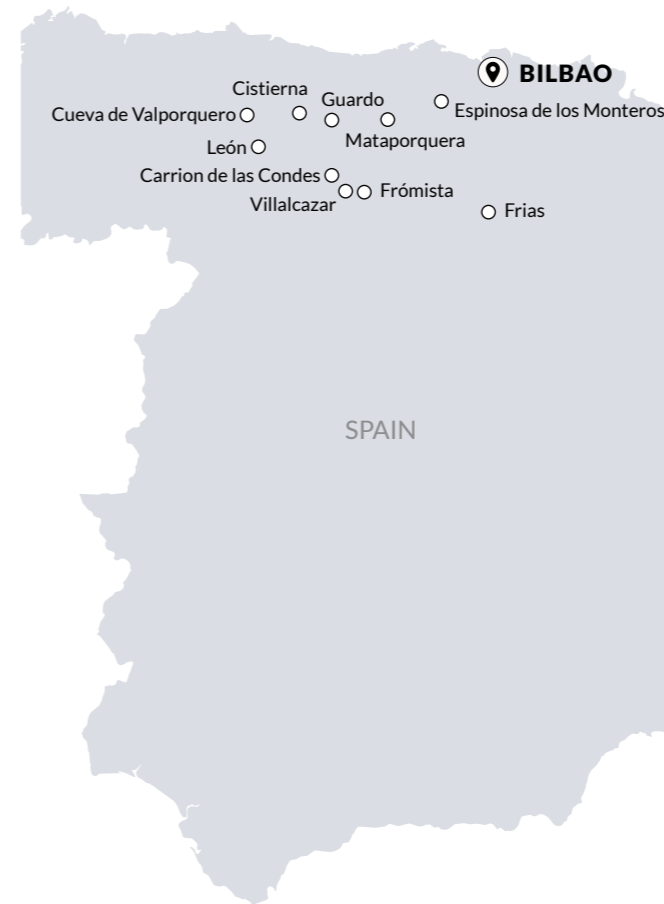 BILBAO
Cistierna
Guardo
Espinosa de los Monteros
Cueva de Valporquero
Mataporquera
León
Carrion de las Condes
Frómista
Villalcazar
Frias
SPAIN